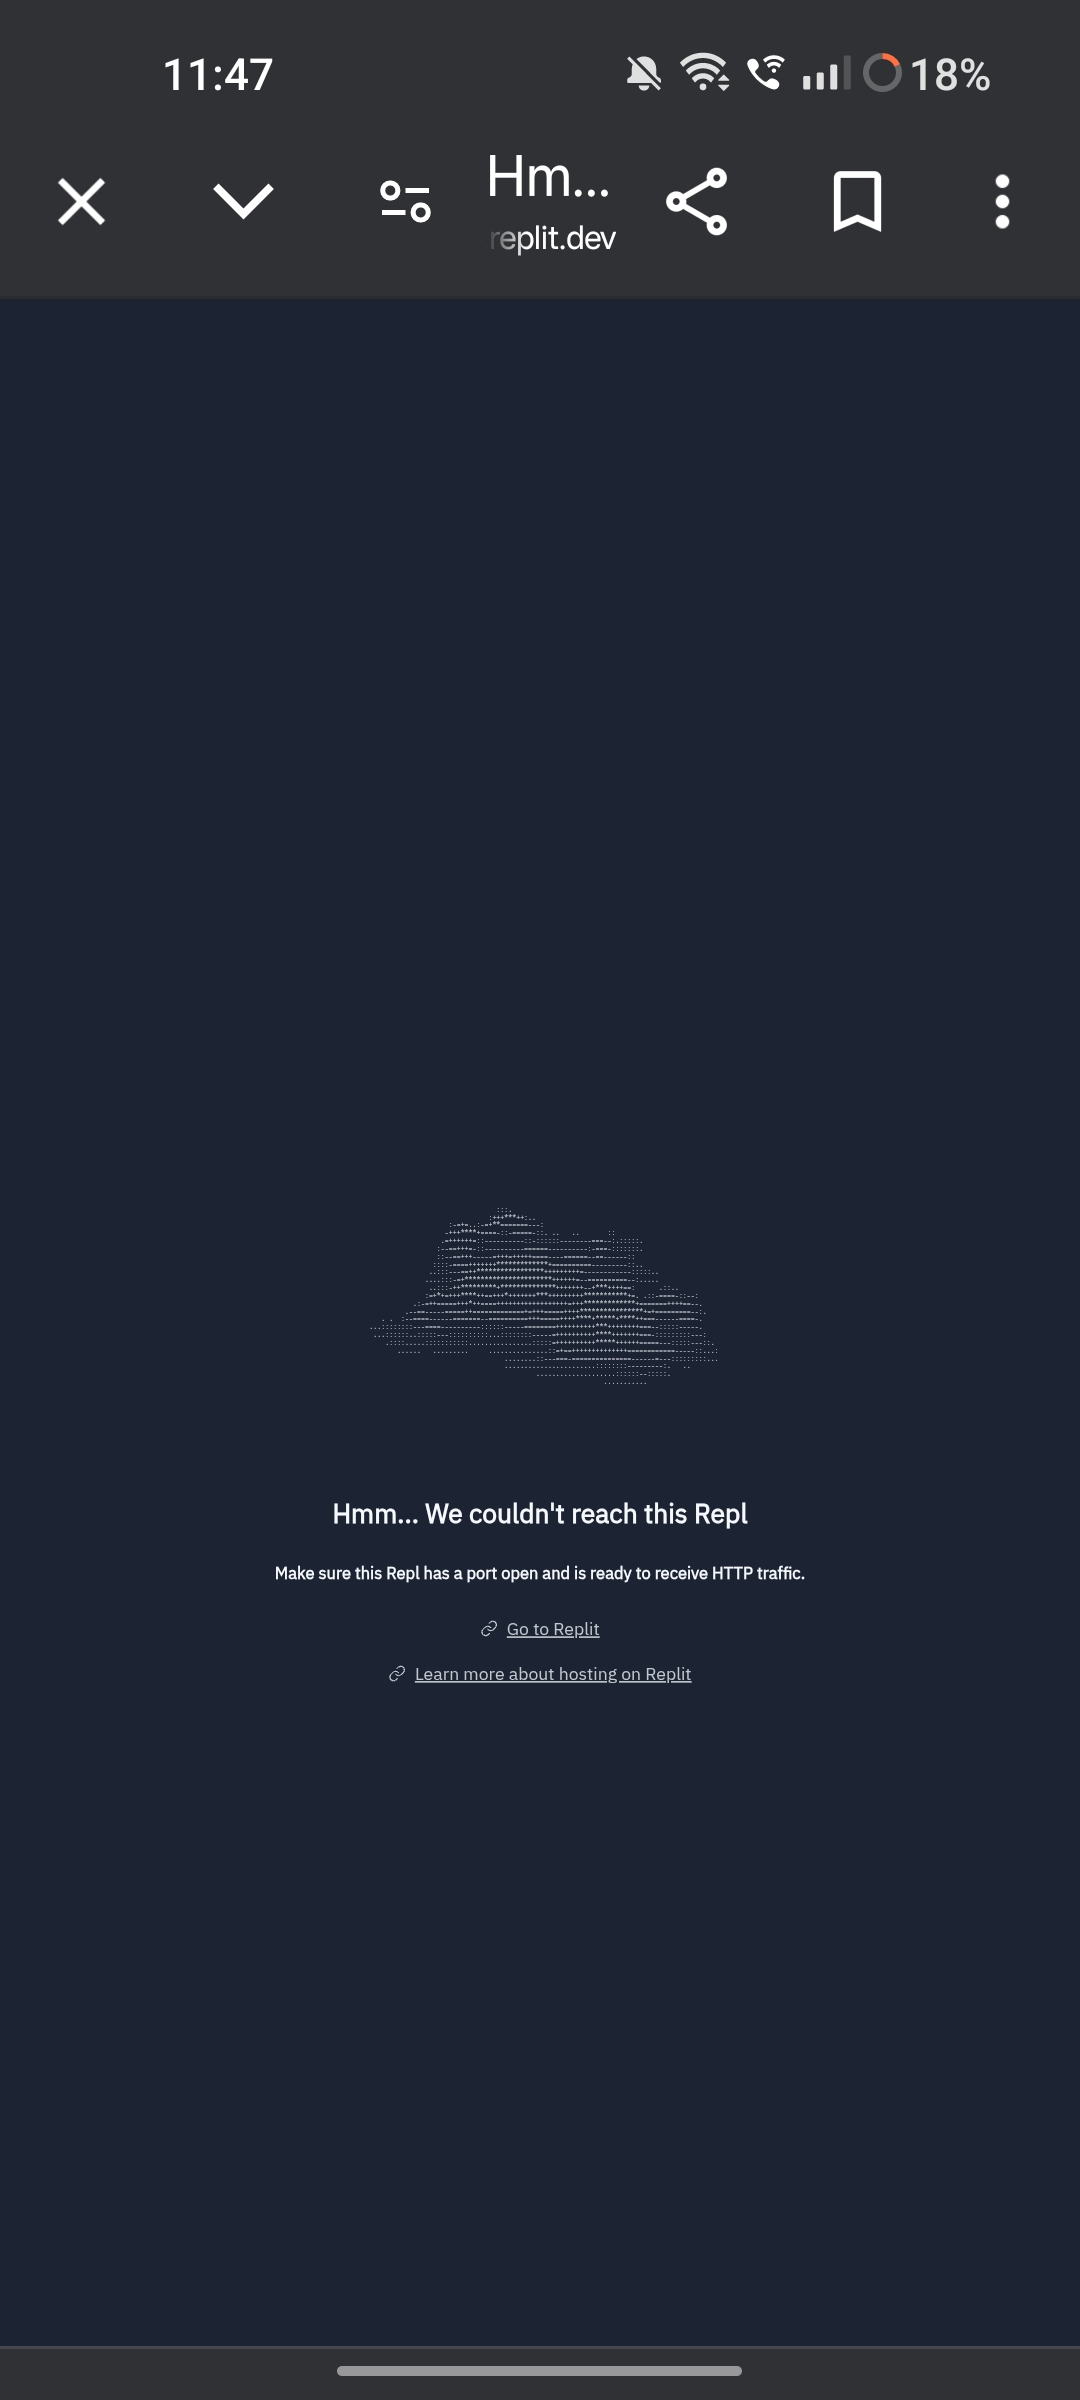 11:47
18%
Hm...
replit.dev
Hmm... We couldn't reach this Repl
Make sure this Repl has a port open and is ready to receive HTTP traffic.
Go to Replit
Learn more about hosting on Replit